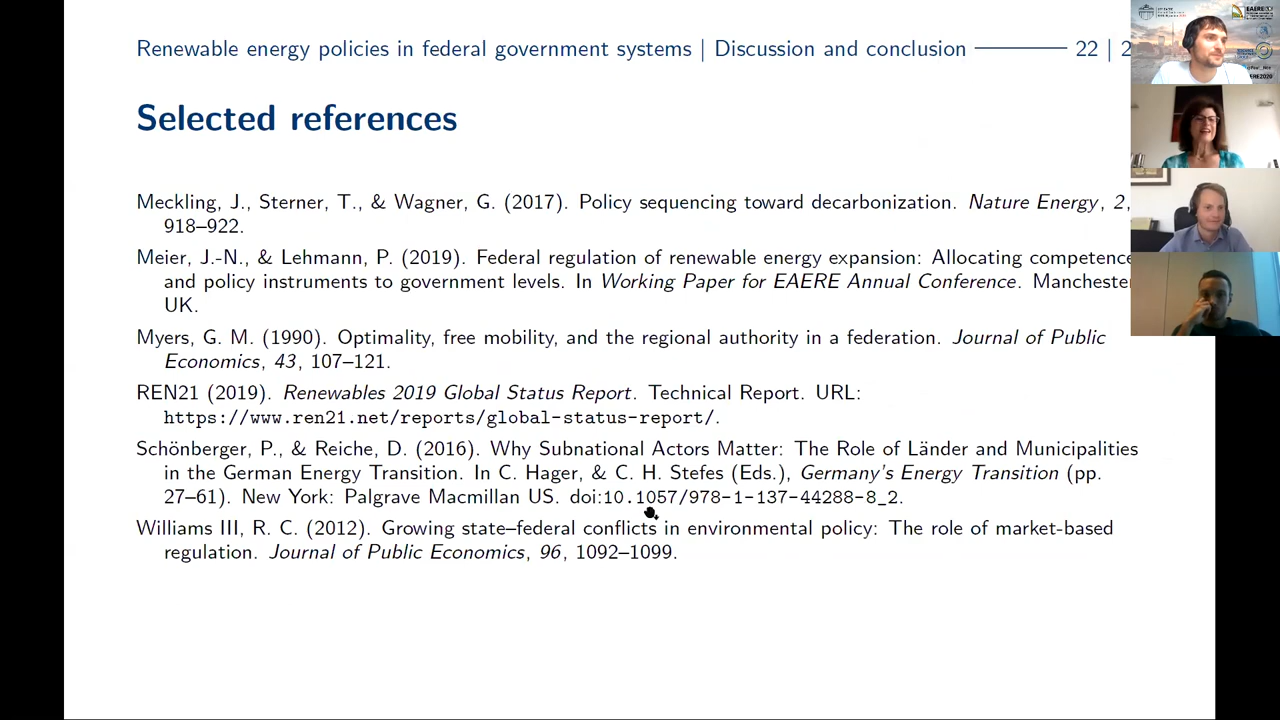 Renewable energy policies in federal government systems | Discussion and conclusion 22 | 2
Selected references
Meckling, J., Sterner, T., & Wagner, G. (2017). Policy sequencing toward decarbonization. Nature Energy, 2,
918–922.
Meier, J.-N., & Lehmann, P. (2019). Federal regulation of renewable energy expansion: Allocating competence
and policy instruments to government levels. In Working Paper for EAERE Annual Conference. Manchester
UK.
Myers, G. M. (1990). Optimality, free mobility, and the regional authority in a federation. Journal of Public
Economics, 43, 107–121.
REN21 (2019). Renewables 2019 Global Status Report. Technical Report. URL:
https://www.ren21.net/reports/global-status-report/.
Schönberger, P., & Reiche, D. (2016). Why Subnational Actors Matter: The Role of Länder and Municipalities
in the German Energy Transition. In C. Hager, & C. H. Stefes (Eds.), Germany's Energy Transition (pp.
27–61). New York: Palgrave Macmillan US. doi:10.1057/978-1-137-44288-8_2.
Williams III, R. C. (2012). Growing state–federal conflicts in environmental policy: The role of market-based
regulation. Journal of Public Economics, 96, 1092–1099.
EAERE